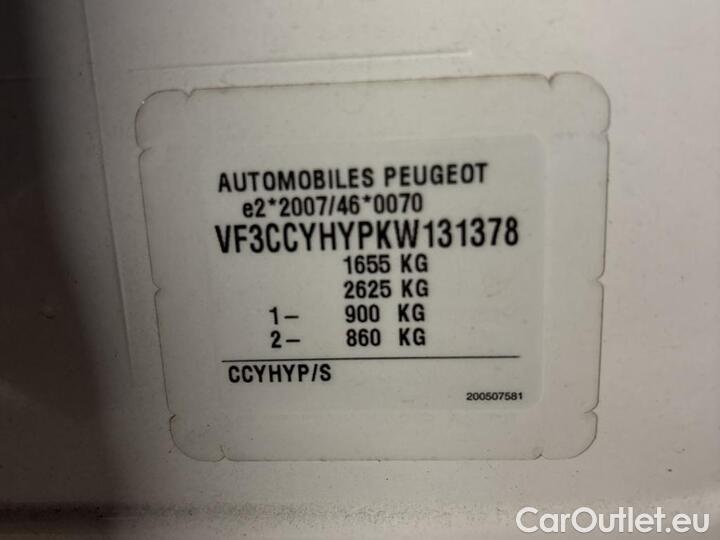 AUTOMOBILES PEUGEOT
e2*2007/46*0070
VF3CCYHYPKW131378
1655 KG
2625 KG
1- 900 KG
2- 860 KG
CCYHYP/S
200507581
CarOutlet.eu